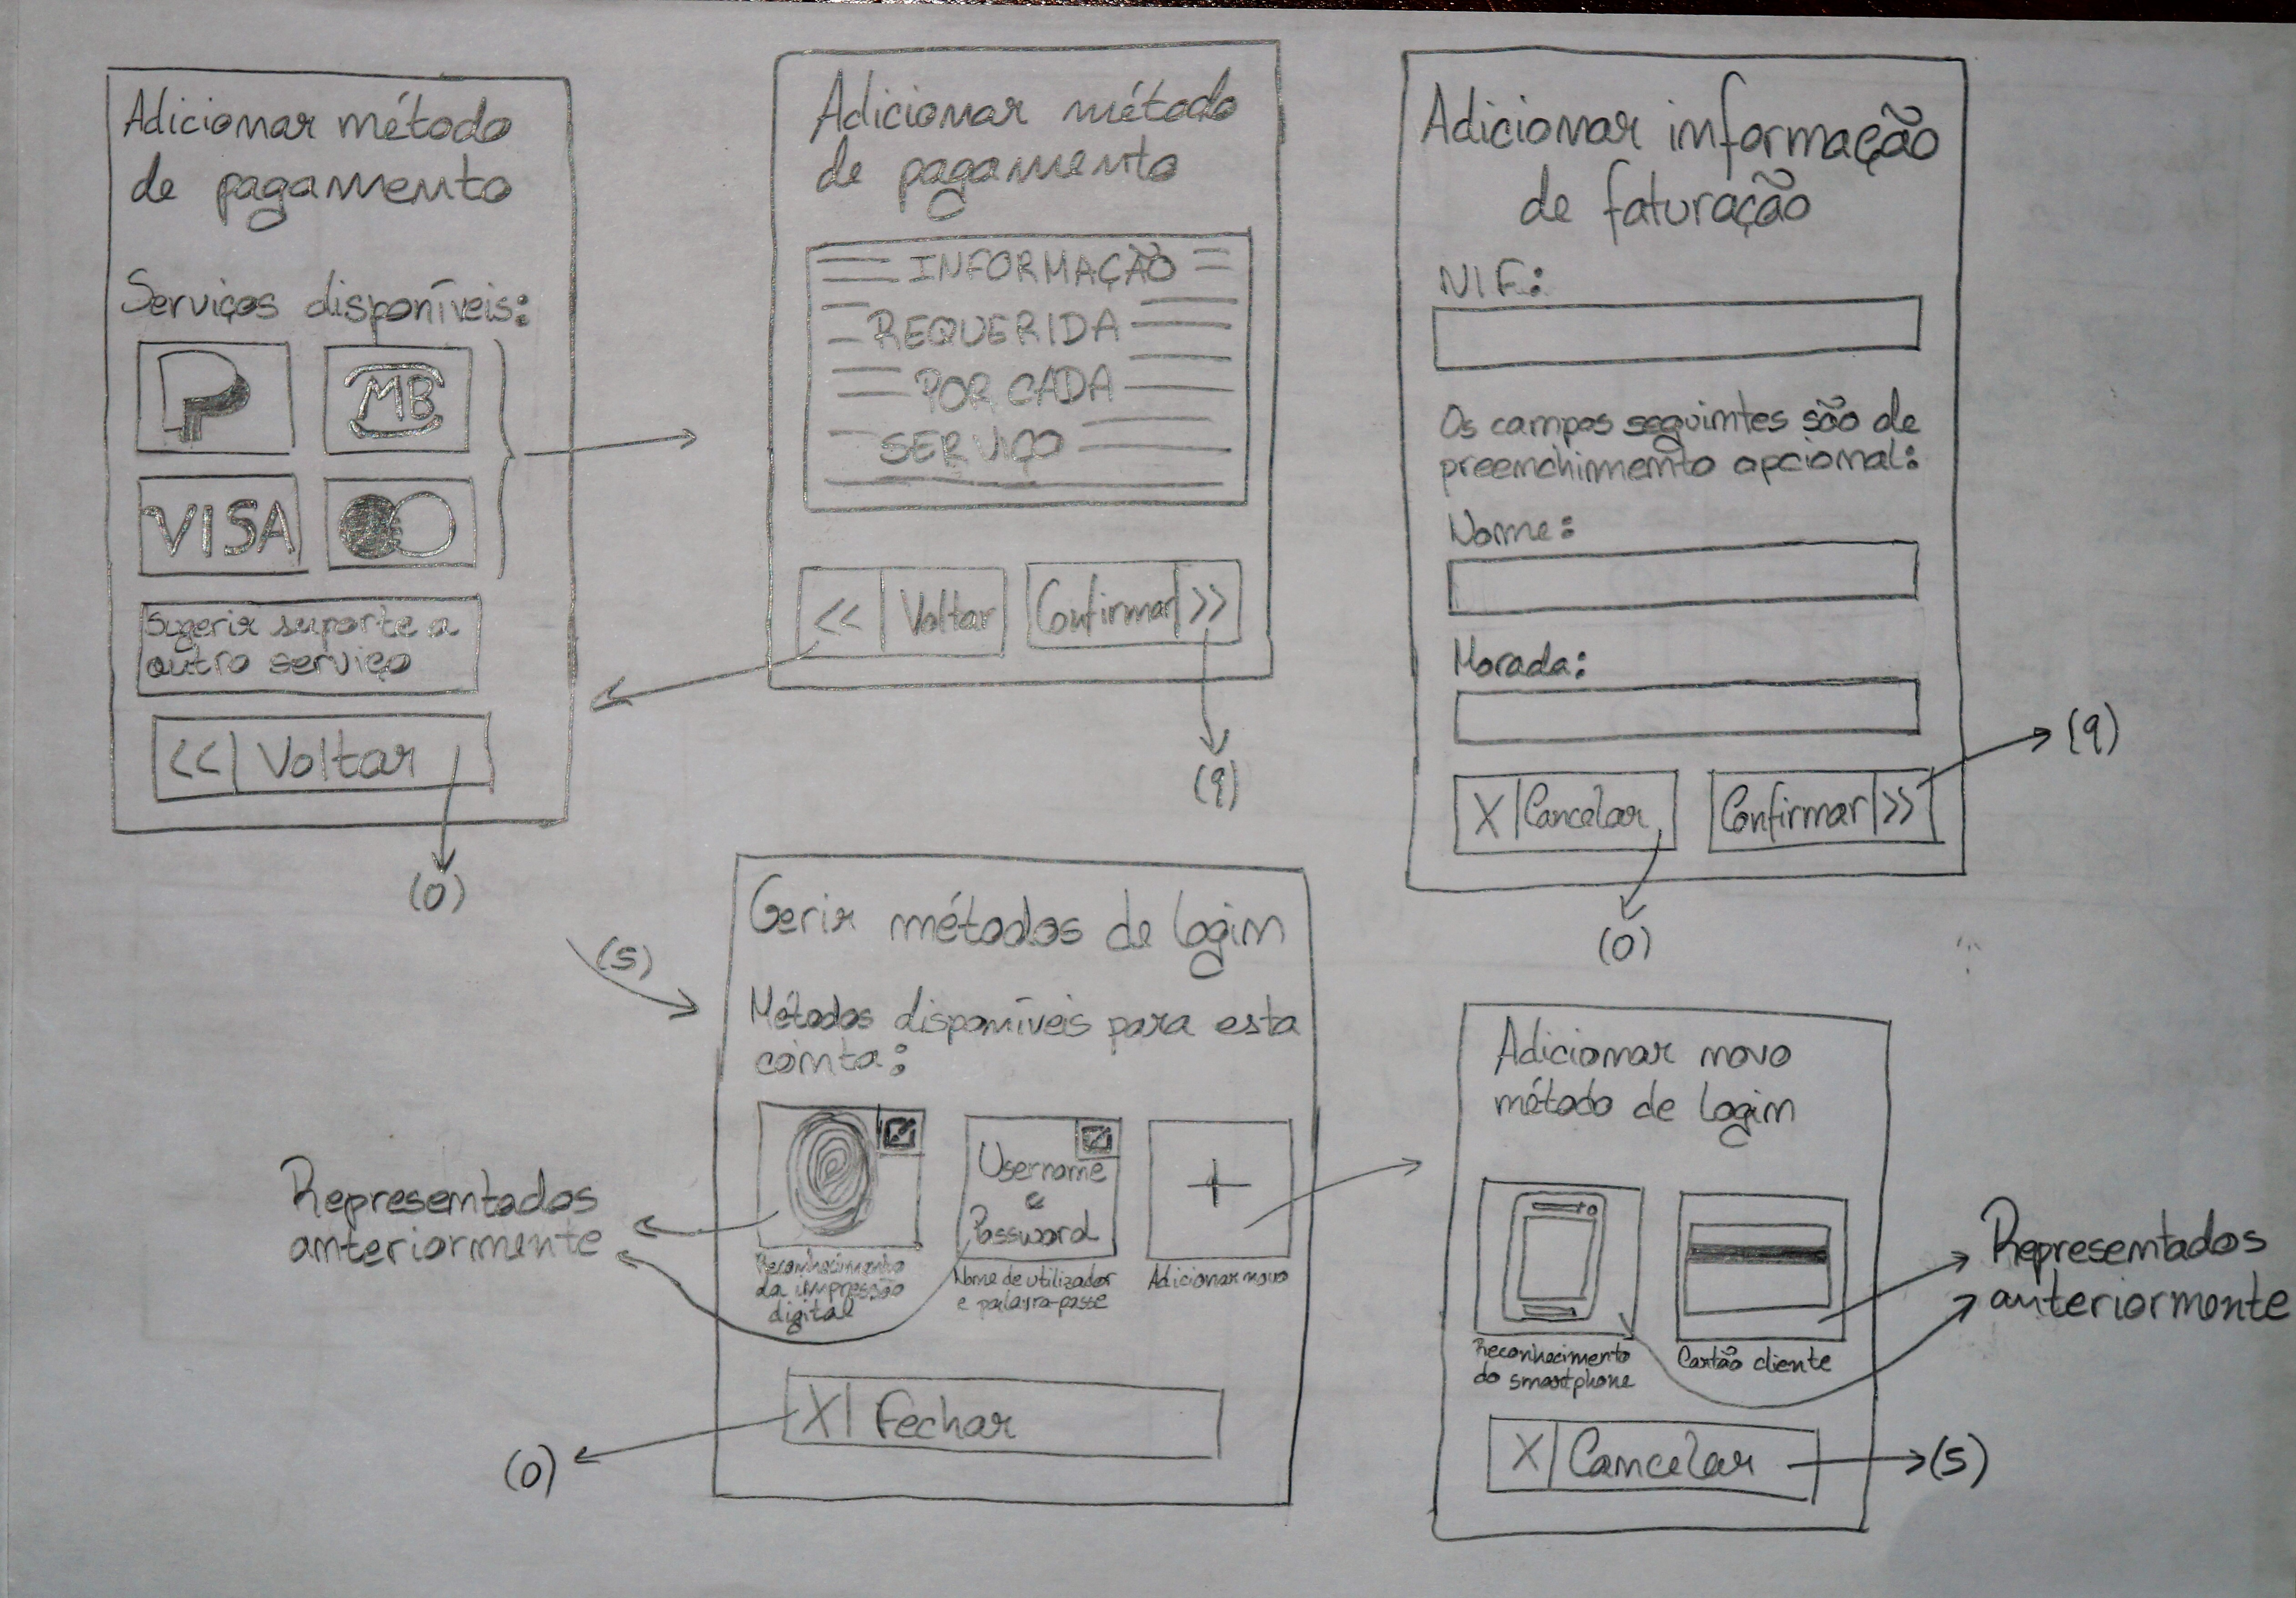 Adicionar método
de pagamento
Serviços disponíveis:
P
MB
VISA
Sugerir suporte a
outro serviço
<< Voltar
(0)
Adicionar método
de pagamento
INFORMAÇÃO
REQUERIDA
POR CADA
SERVIÇO
<< Voltar
Confirmar >>
(9)
Adicionar informação
de faturação
NIF:
Os campos seguintes são de
preenchimento opcional:
Nome:
Morada:
X Cancelar
Confirmar >>
(9)
(0)
(5)
Gerir métodos de login
Métodos disponíveis para esta
conta:
Username
e
Password
+
Reconhecimento
da impressão
digital
Nome de utilizador
e palavra-passe
Adicionar novo
Representados
anteriormente
X Fechar
(0)
Adicionar novo
método de login
Reconhecimento
do smartphone
Cartão cliente
Representados
anteriormente
X Cancelar
(5)